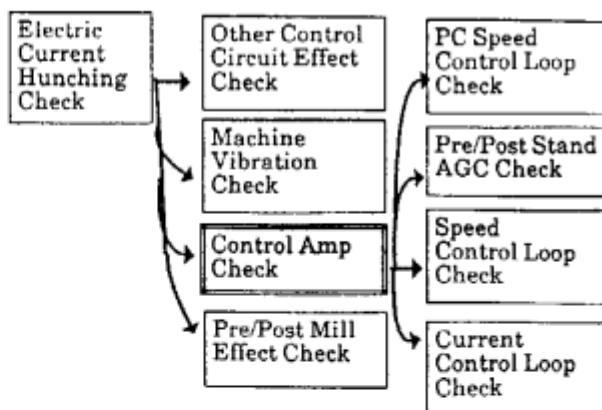 Electric
Current
Hunching
Check
Other Control
Circuit Effect
Check
Machine
Vibration
Check
Control Amp
Check
Pre/Post Mill
Effect Check
PC Speed
Control Loop
Check
Pre/Post Stand
AGC Check
Speed
Control Loop
Check
Current
Control Loop
Check